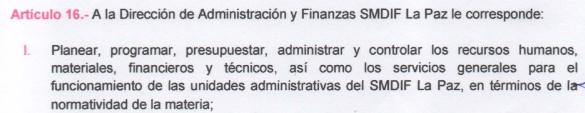 Artículo 16.- A la Dirección de Administración y Finanzas SMDIF La Paz le corresponde:
I. Planear, programar, presupuestar, administrar y controlar los recursos humanos,
materiales, financieros y técnicos, así como los servicios generales para el
funcionamiento de las unidades administrativas del SMDIF La Paz, en términos de la
normatividad de la materia;